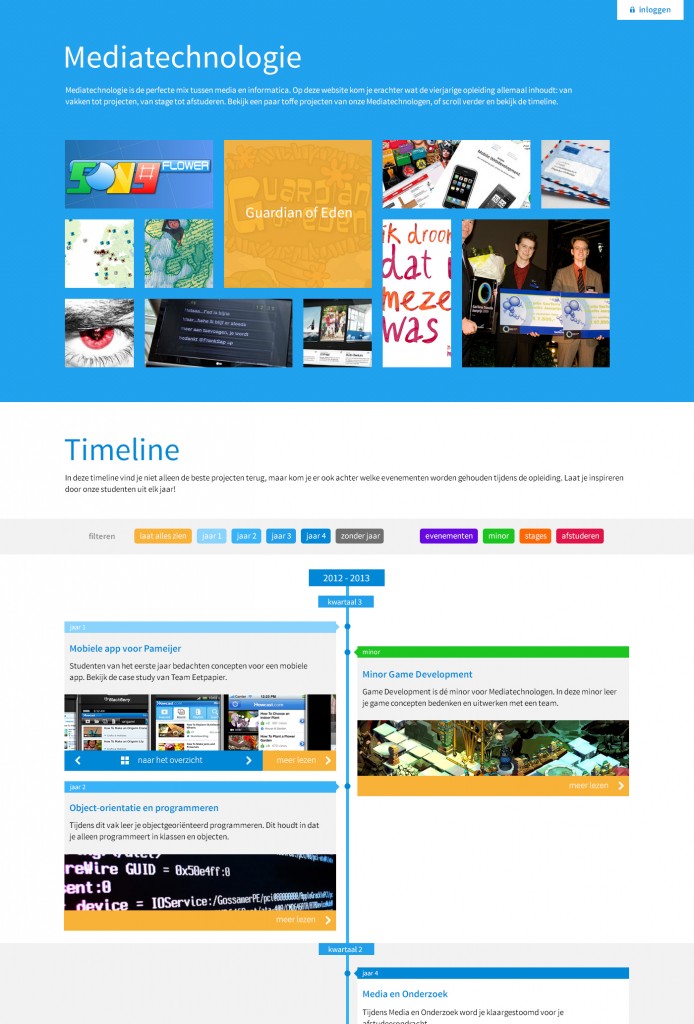 inloggen
Mediatechnologie
Mediatechnologie is de perfecte mix tussen media en informatica. Op deze website kom je erachter wat de vierjarige opleiding allemaal inhoudt: van
vakken tot projecten, van stage tot afstuderen. Bekijk een paar toffe projecten van onze Mediatechnologen, of scroll verder en bekijk de timeline.
SONY FLOWER
Guardian of Eden
ik droom
dat
meze
was
Timeline
In deze timeline vind je niet alleen de beste projecten terug, maar kom je er ook achter welke evenementen worden gehouden tijdens de opleiding. Laat je inspireren
door onze studenten uit elk jaar!
filteren laat alles zien jaar 1 jaar 2 jaar 3 jaar 4 zonder jaar evenementen minor stages afstuderen
2012 - 2013
kwartaal 3
jaar 1
Mobiele app voor Pameijer
Studenten van het eerste jaar bedachten concepten voor een mobiele
app. Bekijk de case study van Team Eetpapier.
BlackBerry
naar het overzicht meer lezen
minor
Minor Game Development
Game Development is dé minor voor Mediatechnologen. In deze minor leer
je game concepten bedenken en uitwerken met een team.
meer lezen
jaar 2
Object-orientatie en programmeren
Tijdens dit vak leer je objectgeoriënteerd programmeren. Dit houdt in dat
je alleen programmeert in klassen en objecten.
reWire GUID = 0x50e4ff:0
sent:0
device = IOService:/GossamerPE/pci@80000000/AppleGrackle
meer lezen
kwartaal 2
jaar 4
Media en Onderzoek
Tijdens Media en Onderzoek word je klaargestoomd voor je
afstudeeropdracht.